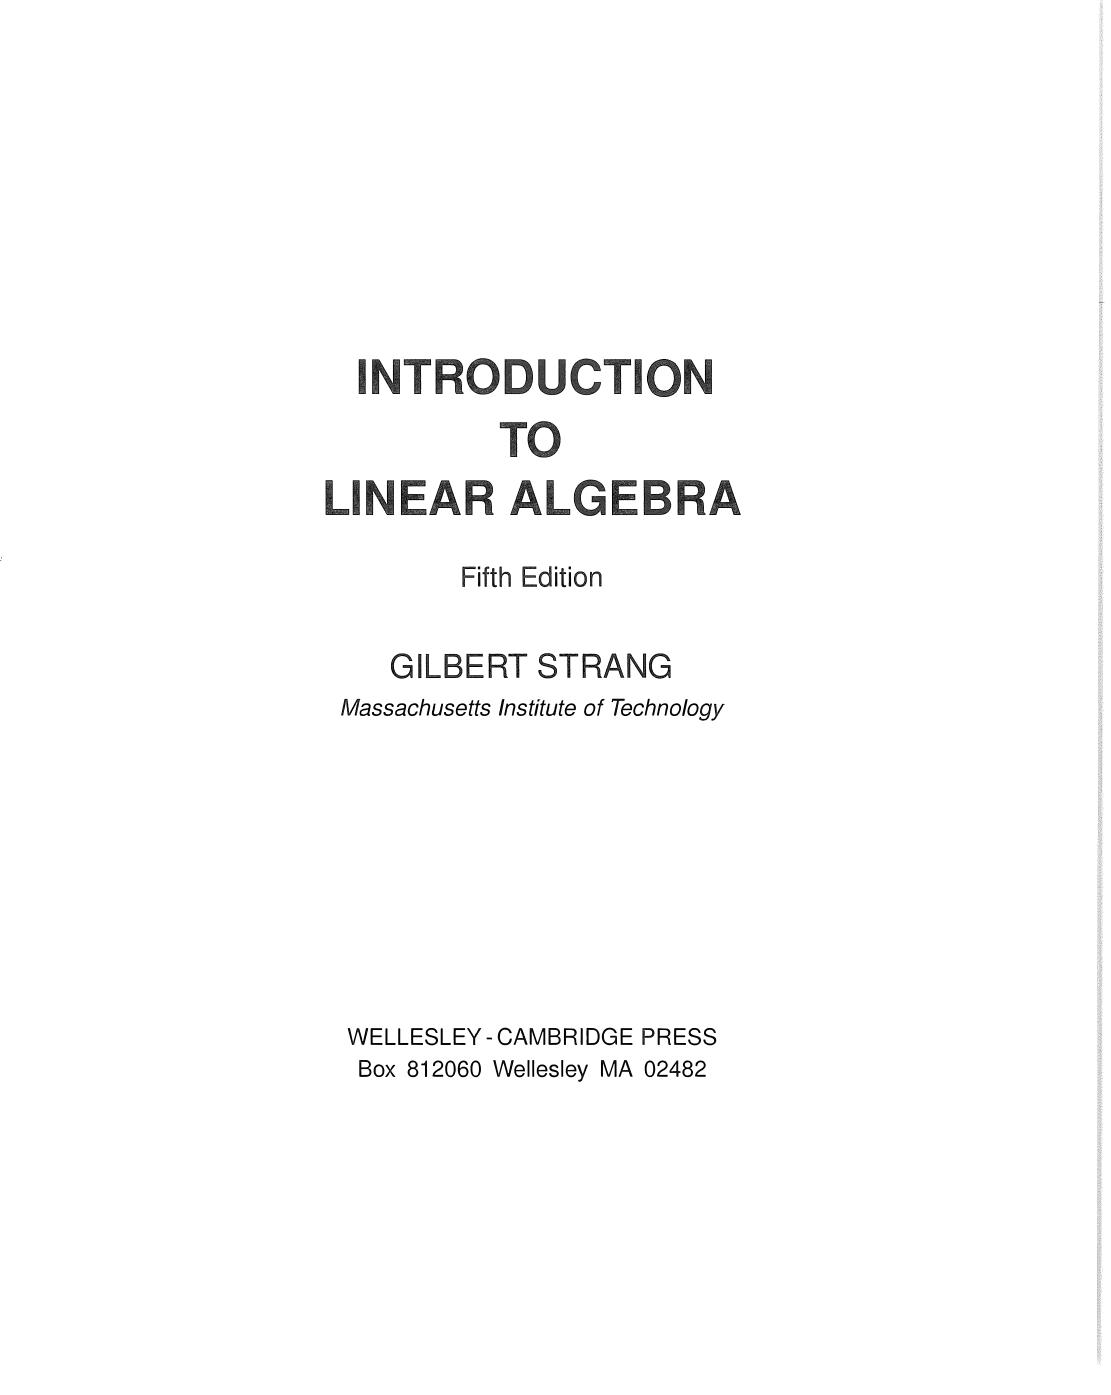 INTRODUCTION
TO
LINEAR ALGEBRA
Fifth Edition
GILBERT STRANG
Massachusetts Institute of Technology
WELLESLEY - CAMBRIDGE PRESS
Box 812060 Wellesley MA 02482